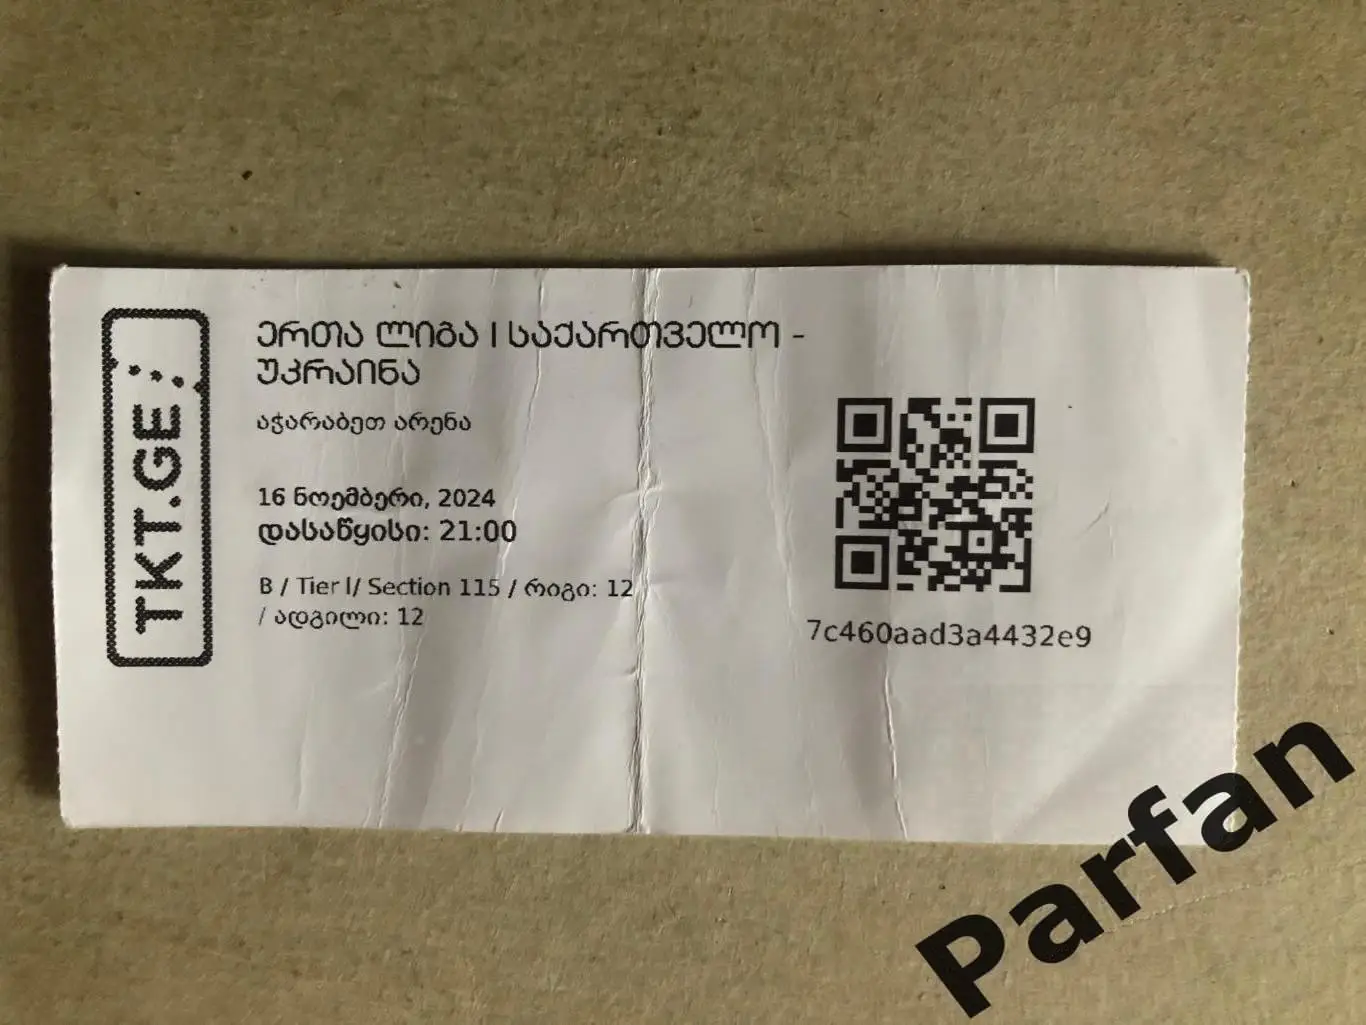 TKT.GE
ერთა ლიგა | საქართველო -
უკრაინა
აჭარაბეთ არენა
16 ნოემბერი, 2024
დასაწყისი: 21:00
B / Tier I/ Section 115 / რიგი: 12
/ ადგილი: 12
7c460aad3a4432e9
Parfan